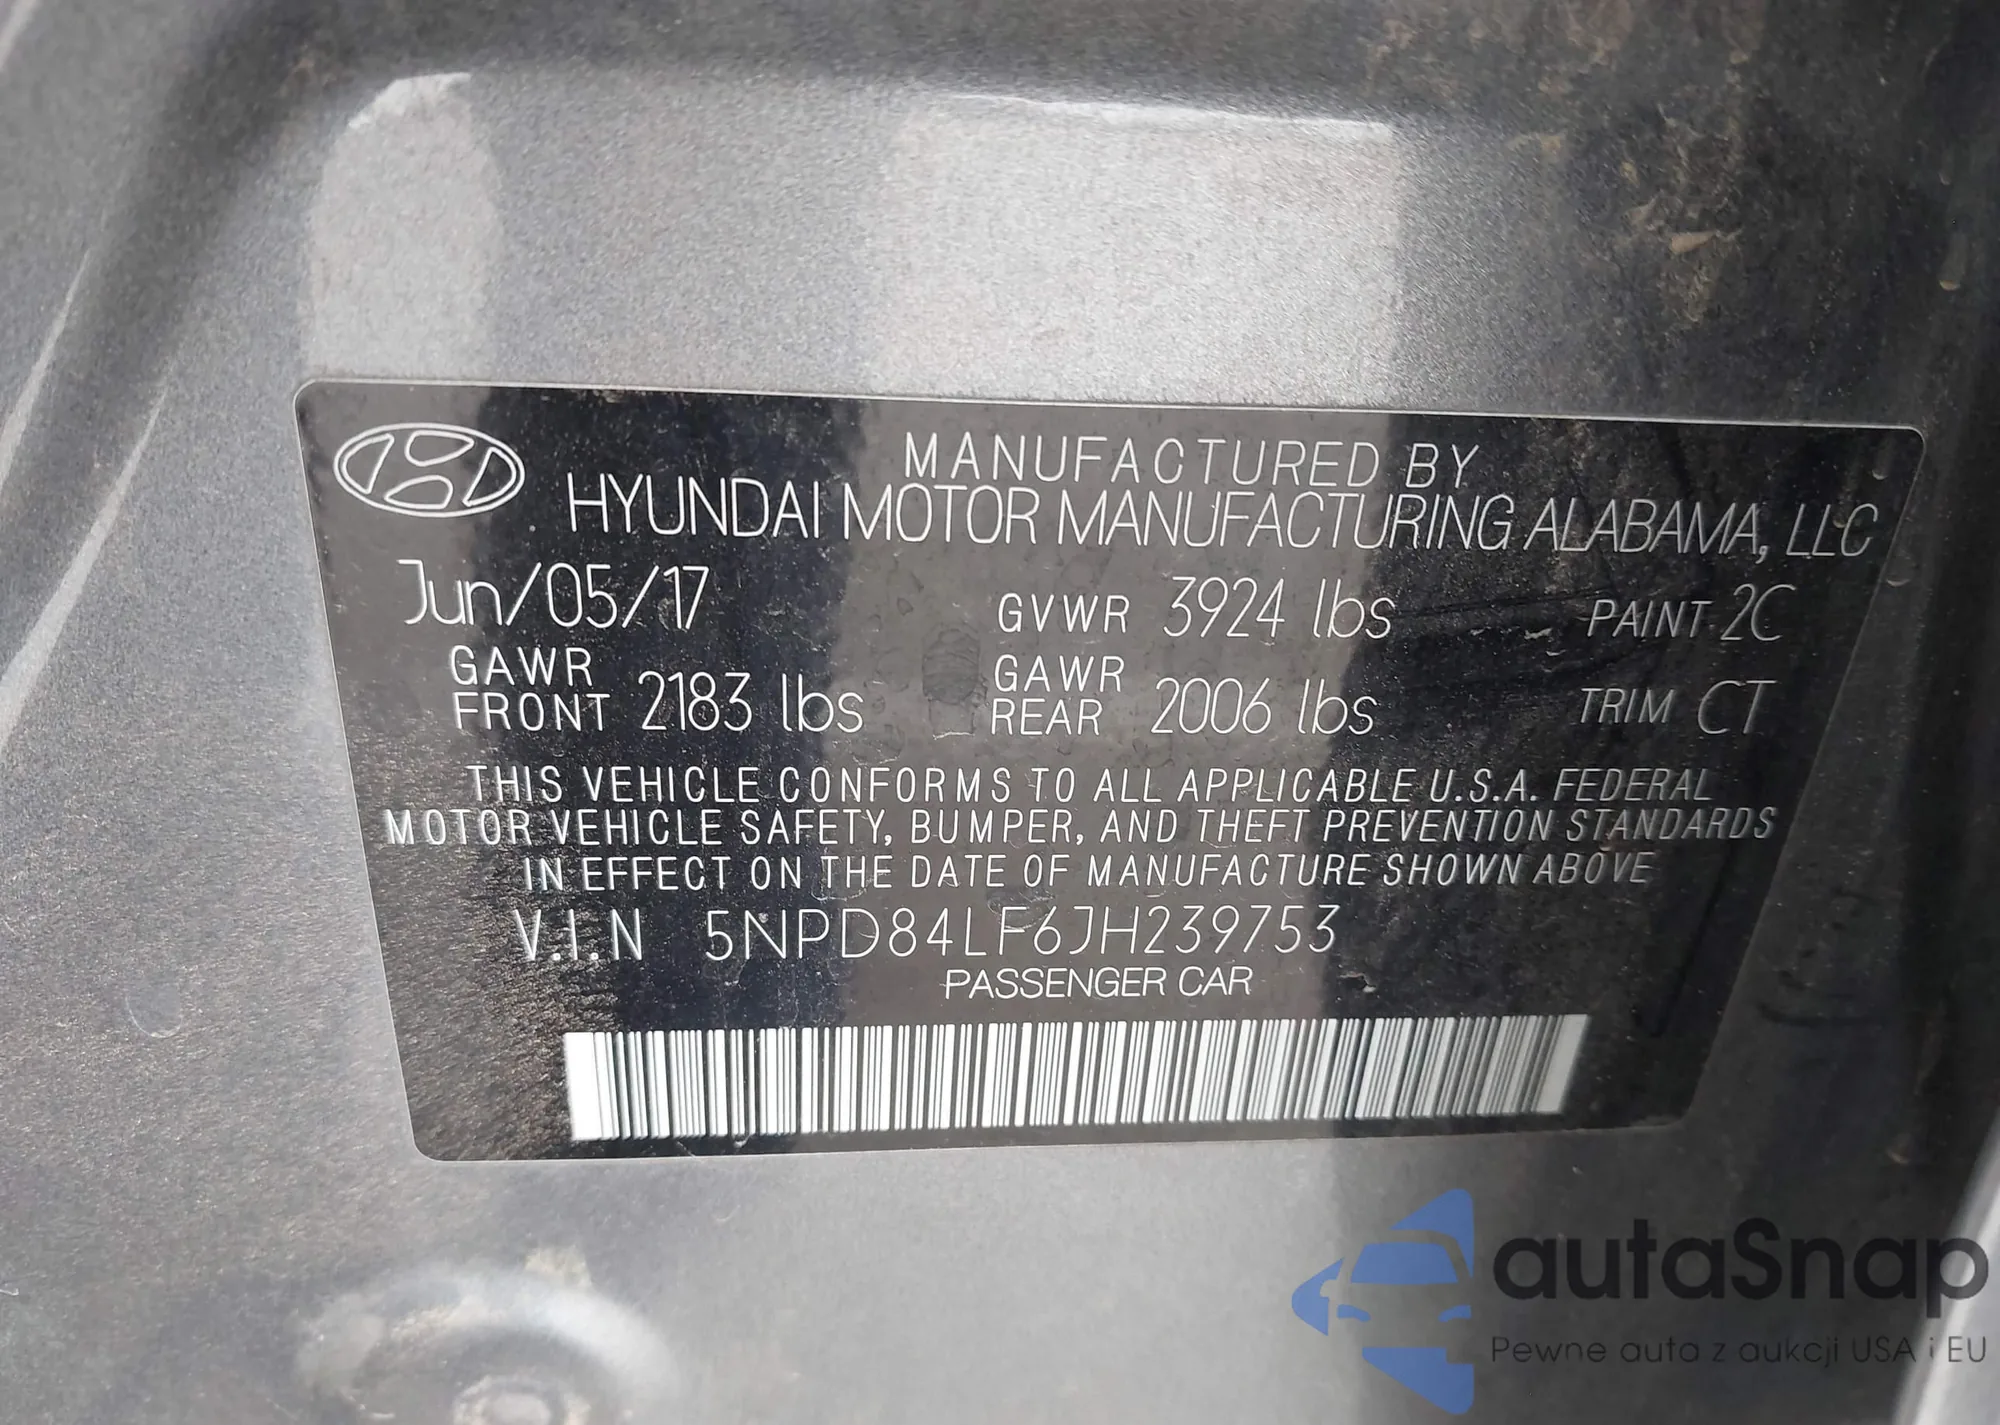 MANUFACTURED BY
HYUNDAI MOTOR MANUFACTURING ALABAMA, LLC
Jun/05/17 GVWR 3924 lbs PAINT 2C
GAWR FRONT 2183 lbs GAWR REAR 2006 lbs TRIM CT
THIS VEHICLE CONFORMS TO ALL APPLICABLE U.S.A. FEDERAL
MOTOR VEHICLE SAFETY, BUMPER, AND THEFT PREVENTION STANDARDS
IN EFFECT ON THE DATE OF MANUFACTURE SHOWN ABOVE
V.I.N 5NPD84LF6JH239753
PASSENGER CAR
autaSnap
Pewne auta z aukcji USA i EU